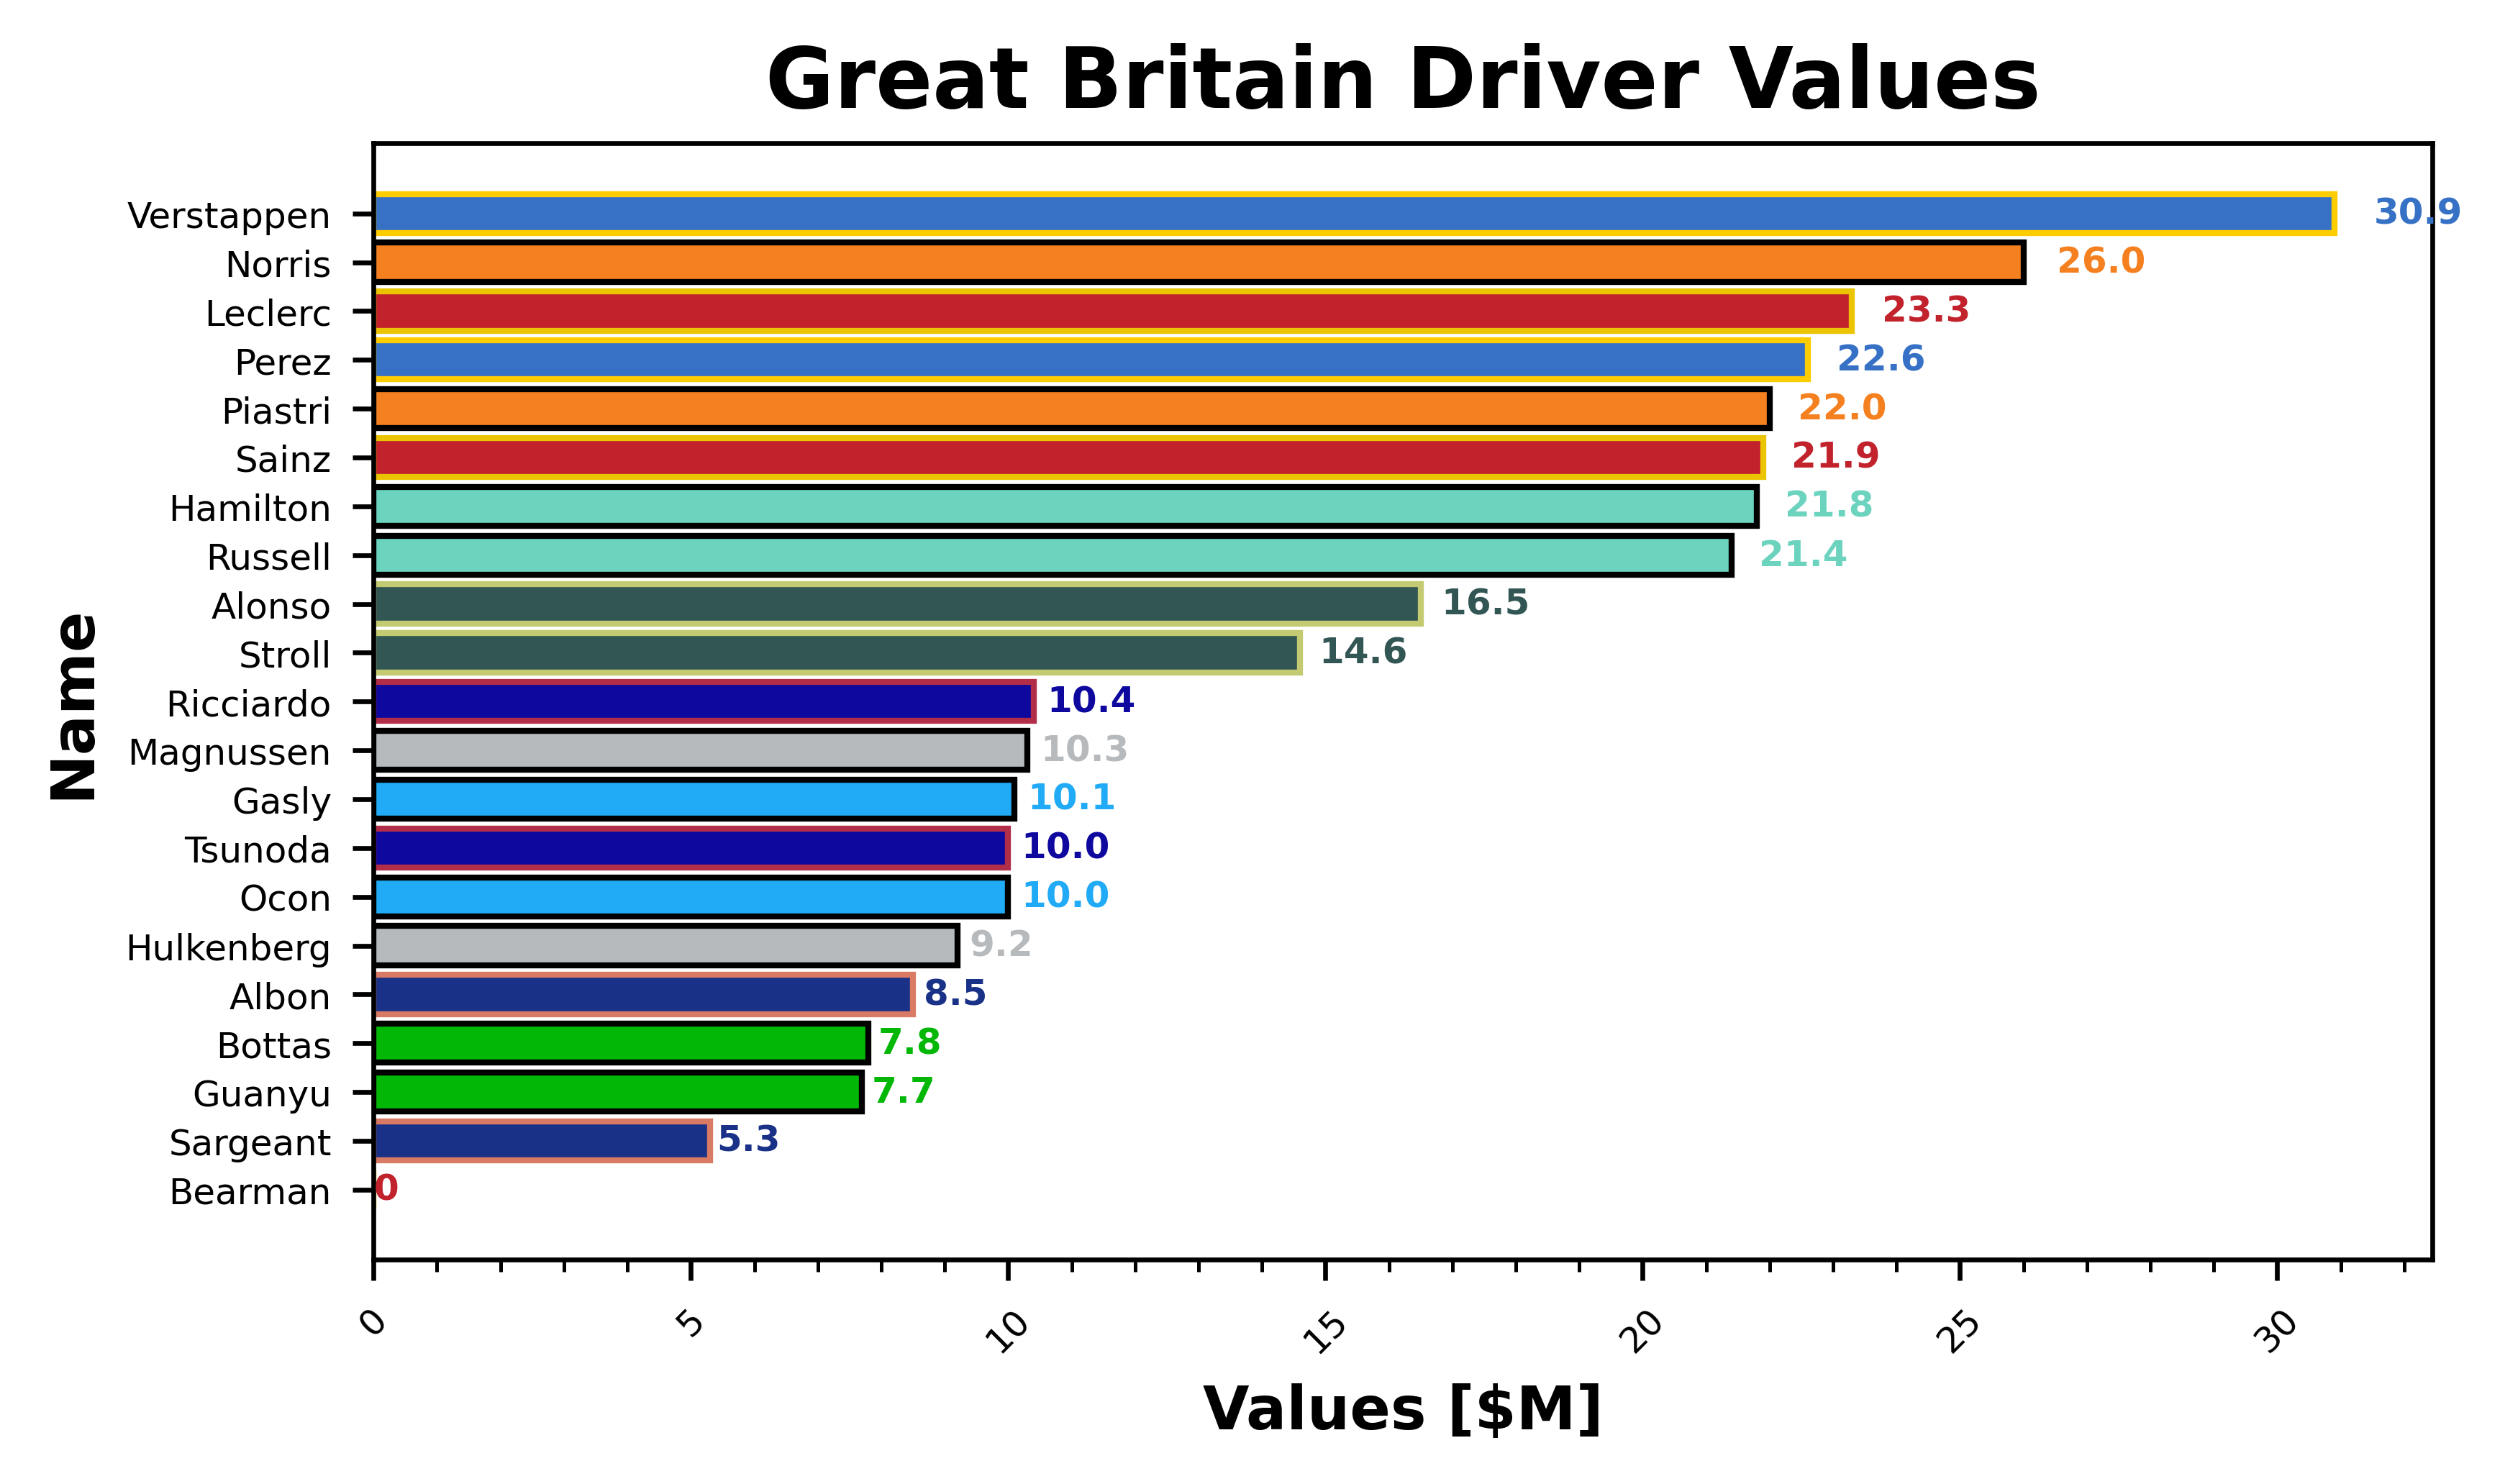 Great Britain Driver Values
Name
Verstappen 30.9
Norris 26.0
Leclerc 23.3
Perez 22.6
Piastri 22.0
Sainz 21.9
Hamilton 21.8
Russell 21.4
Alonso 16.5
Stroll 14.6
Ricciardo 10.4
Magnussen 10.3
Gasly 10.1
Tsunoda 10.0
Ocon 10.0
Hulkenberg 9.2
Albon 8.5
Bottas 7.8
Guanyu 7.7
Sargeant 5.3
Bearman 0
0 5 10 15 20 25 30
Values [$M]